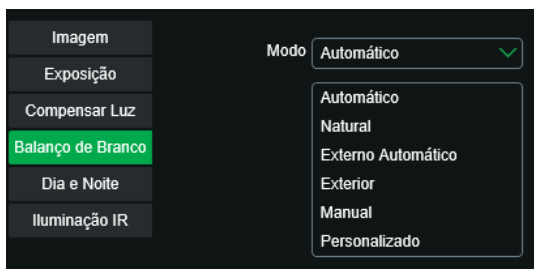 Imagem
Exposição
Compensar Luz
Balanço de Branco
Dia e Noite
Iluminação IR
Modo Automático
Automático
Natural
Externo Automático
Exterior
Manual
Personalizado